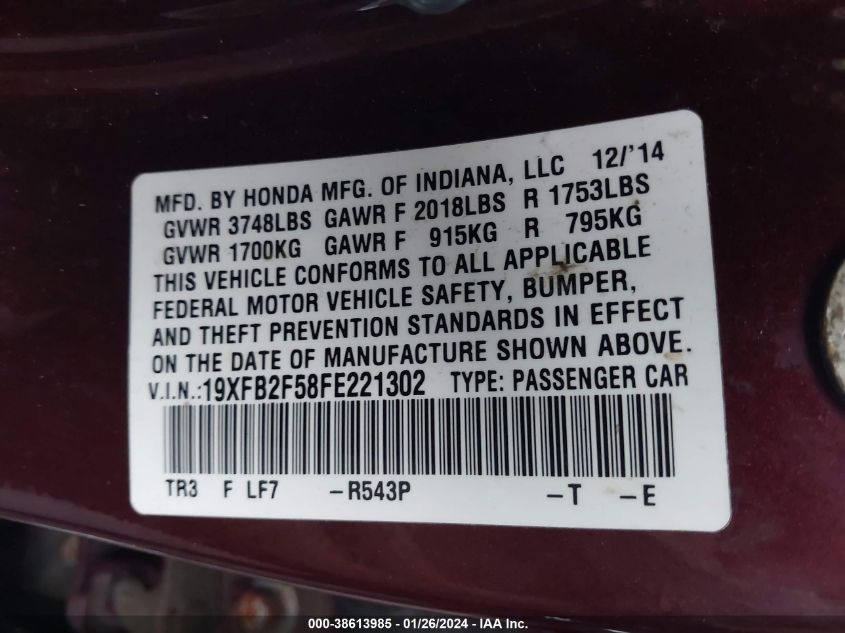 MFD. BY HONDA MFG. OF INDIANA, LLC 12/'14
GVWR 3748LBS GAWR F 2018LBS R 1753LBS
GVWR 1700KG GAWR F 915KG R 795KG
THIS VEHICLE CONFORMS TO ALL APPLICABLE
FEDERAL MOTOR VEHICLE SAFETY, BUMPER,
AND THEFT PREVENTION STANDARDS IN EFFECT
ON THE DATE OF MANUFACTURE SHOWN ABOVE.
V.I.N.:19XFB2F58FE221302 TYPE: PASSENGER CAR
TR3 F LF7 -R543P -T -E
000-38613985 - 01/26/2024 - IAA Inc.